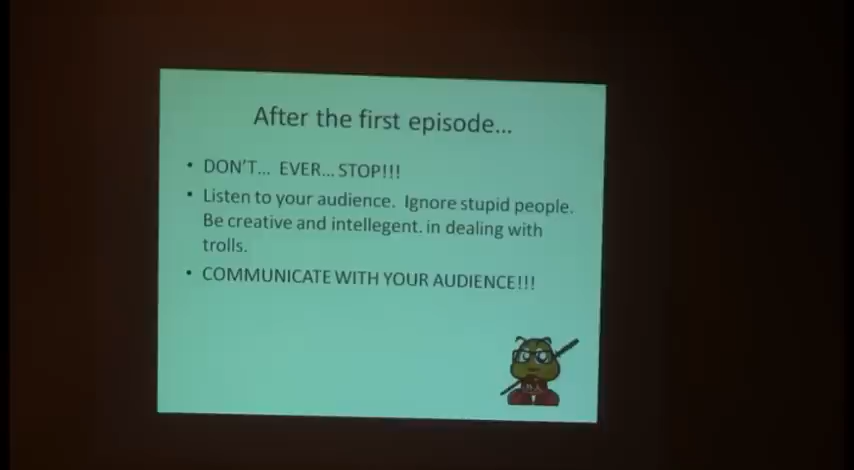 After the first episode...
• DON'T... EVER... STOP!!!
• Listen to your audience. Ignore stupid people.
Be creative and intellegent. in dealing with
trolls.
• COMMUNICATE WITH YOUR AUDIENCE!!!